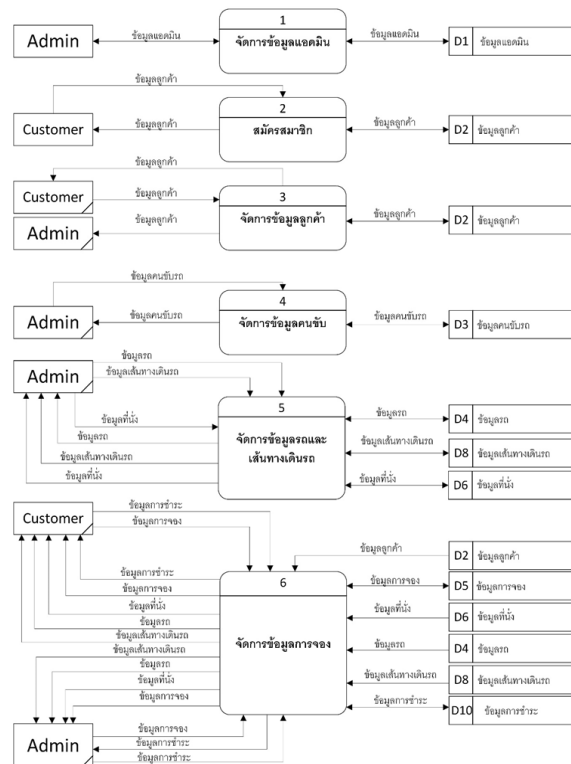 1
Admin
ข้อมูลแอดมิน
จัดการข้อมูลแอดมิน
ข้อมูลแอดมิน
D1 ข้อมูลแอดมิน
ข้อมูลลูกค้า
2
Customer
ข้อมูลลูกค้า
สมัครสมาชิก
ข้อมูลลูกค้า
D2 ข้อมูลลูกค้า
Customer
ข้อมูลลูกค้า
3
Admin
ข้อมูลลูกค้า
จัดการข้อมูลลูกค้า
ข้อมูลลูกค้า
D2 ข้อมูลลูกค้า
ข้อมูลคนขับรถ
4
Admin
ข้อมูลคนขับรถ
จัดการข้อมูลคนขับ
ข้อมูลคนขับรถ
D3 ข้อมูลคนขับรถ
ข้อมูลรถ
Admin
ข้อมูลเส้นทางเดินรถ
5
ข้อมูลที่นั่ง
ข้อมูลรถ
ข้อมูลเส้นทางเดินรถ
ข้อมูลที่นั่ง
จัดการข้อมูลรถและ
เส้นทางเดินรถ
ข้อมูลรถ
D4 ข้อมูลรถ
ข้อมูลเส้นทางเดินรถ
D8 ข้อมูลเส้นทางเดินรถ
ข้อมูลที่นั่ง
D6 ข้อมูลที่นั่ง
Customer
ข้อมูลการชำระ
ข้อมูลการจอง
6
ข้อมูลการชำระ
ข้อมูลการจอง
ข้อมูลที่นั่ง
ข้อมูลรถ
ข้อมูลเส้นทางเดินรถ
ข้อมูลเส้นทางเดินรถ
ข้อมูลรถ
ข้อมูลที่นั่ง
ข้อมูลการจอง
จัดการข้อมูลการจอง
ข้อมูลลูกค้า
D2 ข้อมูลลูกค้า
ข้อมูลการจอง
D5 ข้อมูลการจอง
ข้อมูลที่นั่ง
D6 ข้อมูลที่นั่ง
ข้อมูลรถ
D4 ข้อมูลรถ
ข้อมูลเส้นทางเดินรถ
D8 ข้อมูลเส้นทางเดินรถ
ข้อมูลการชำระ
D10 ข้อมูลการชำระ
Admin
ข้อมูลการจอง
ข้อมูลการชำระ
ข้อมูลการชำระ